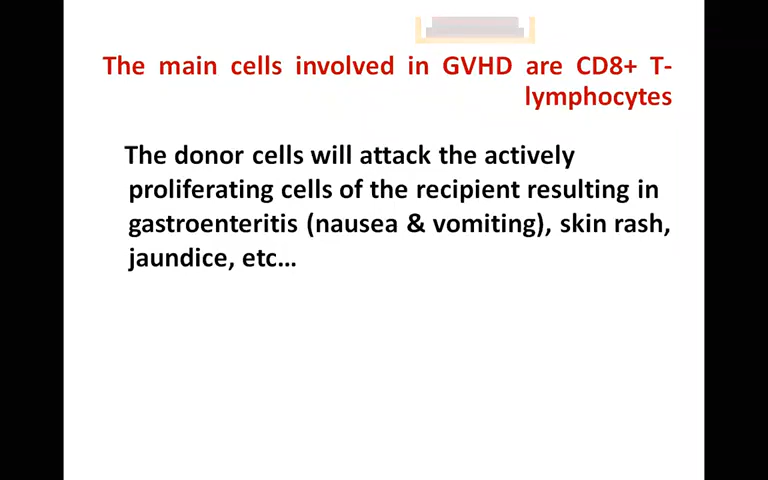 The main cells involved in GVHD are CD8+ T-
lymphocytes
The donor cells will attack the actively
proliferating cells of the recipient resulting in
gastroenteritis (nausea & vomiting), skin rash,
jaundice, etc…